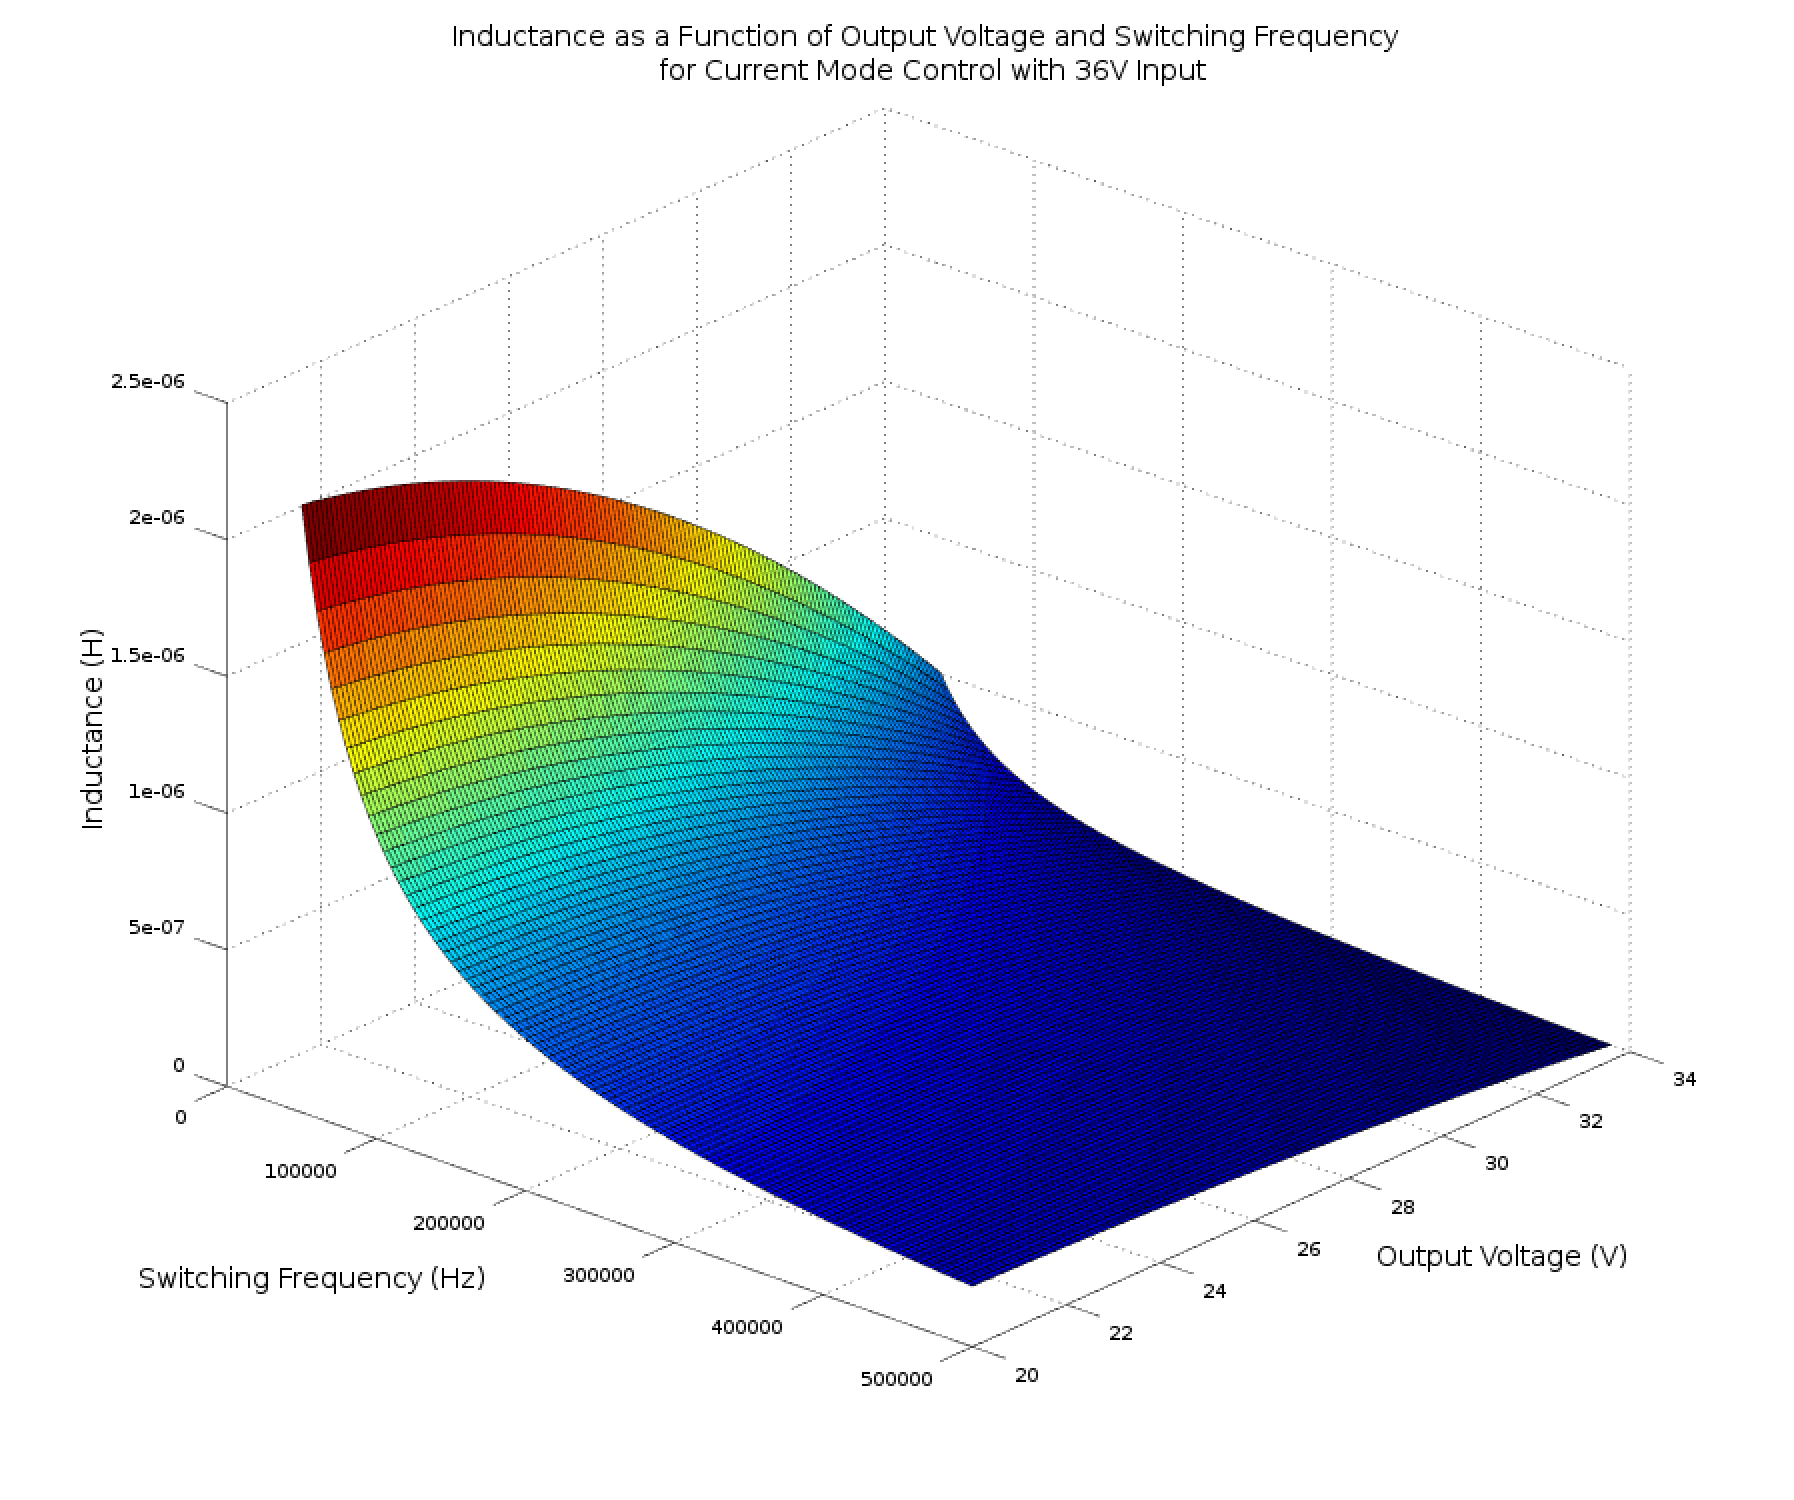 Inductance as a Function of Output Voltage and Switching Frequency
for Current Mode Control with 36V Input
2.5e-06
2e-06
1.5e-06
1e-06
5e-07
0
Inductance (H)
0
100000
200000
300000
400000
500000
Switching Frequency (Hz)
34
32
30
28
26
24
22
20
Output Voltage (V)